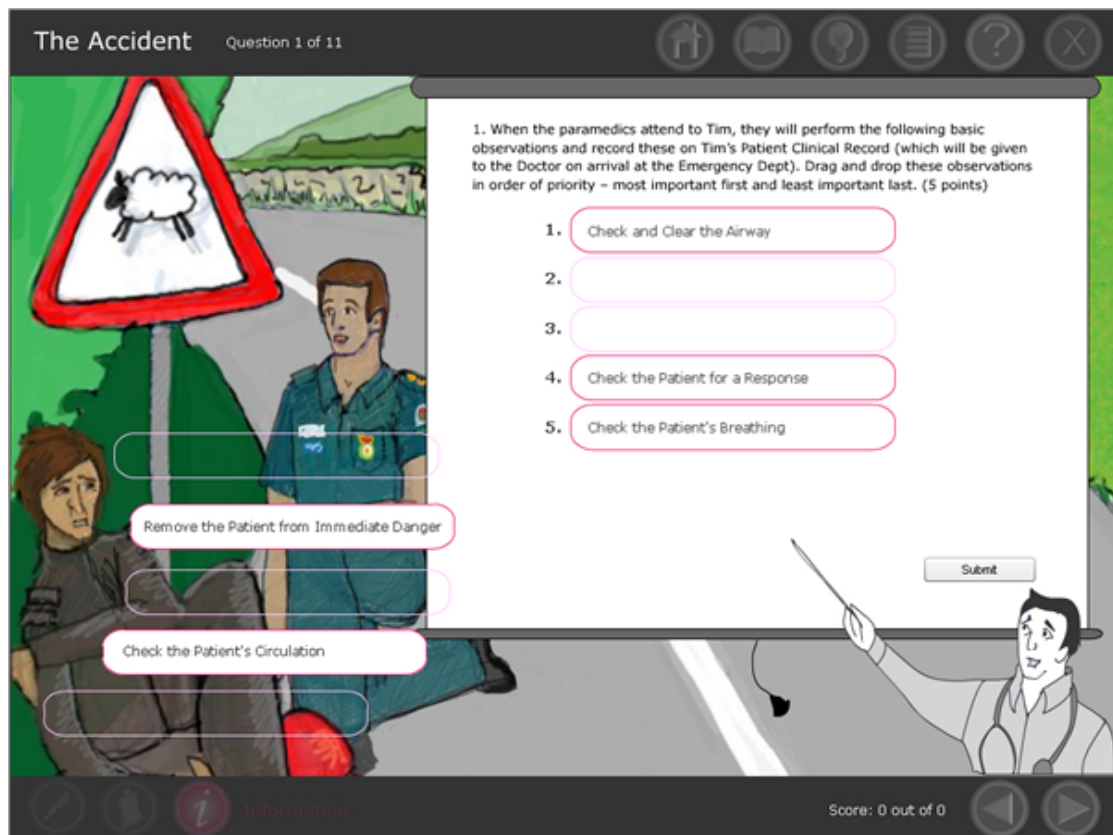 The Accident
Question 1 of 11
?
X
1. When the paramedics attend to Tim, they will perform the following basic
observations and record these on Tim's Patient Clinical Record (which will be given
to the Doctor on arrival at the Emergency Dept). Drag and drop these observations
in order of priority – most important first and least important last. (5 points)
1. Check and Clear the Airway
2.
3.
4. Check the Patient for a Response
5. Check the Patient's Breathing
Remove the Patient from Immediate Danger
Check the Patient's Circulation
Submit
i Information
Score: 0 out of 0